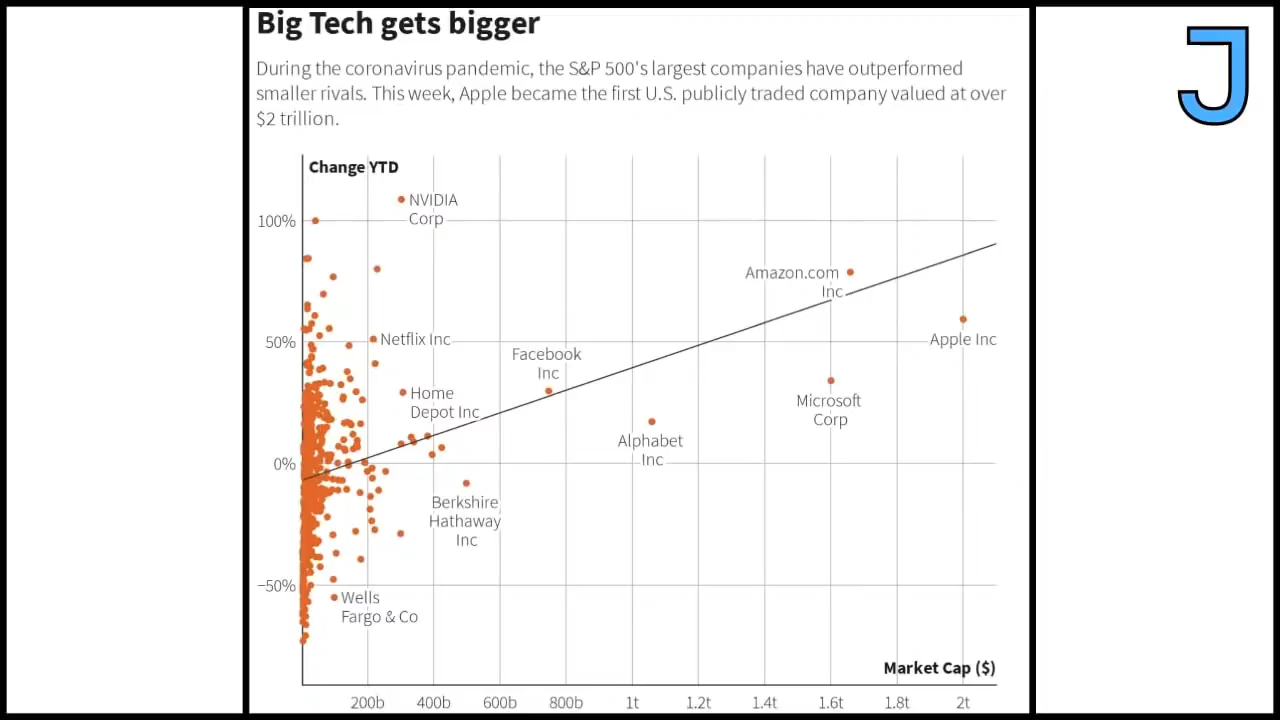 Big Tech gets bigger
J
During the coronavirus pandemic, the S&P 500's largest companies have outperformed
smaller rivals. This week, Apple became the first U.S. publicly traded company valued at over
$2 trillion.
Change YTD
NVIDIA
Corp
100%
Amazon.com
Inc
Netflix Inc
Apple Inc
50%
Facebook
Inc
Home
Depot Inc
Microsoft
Corp
Alphabet
Inc
0%
Berkshire
Hathaway
Inc
−50%
Wells
Fargo & Co
Market Cap ($)
200b 400b 600b 800b 1t 1.2t 1.4t 1.6t 1.8t 2t